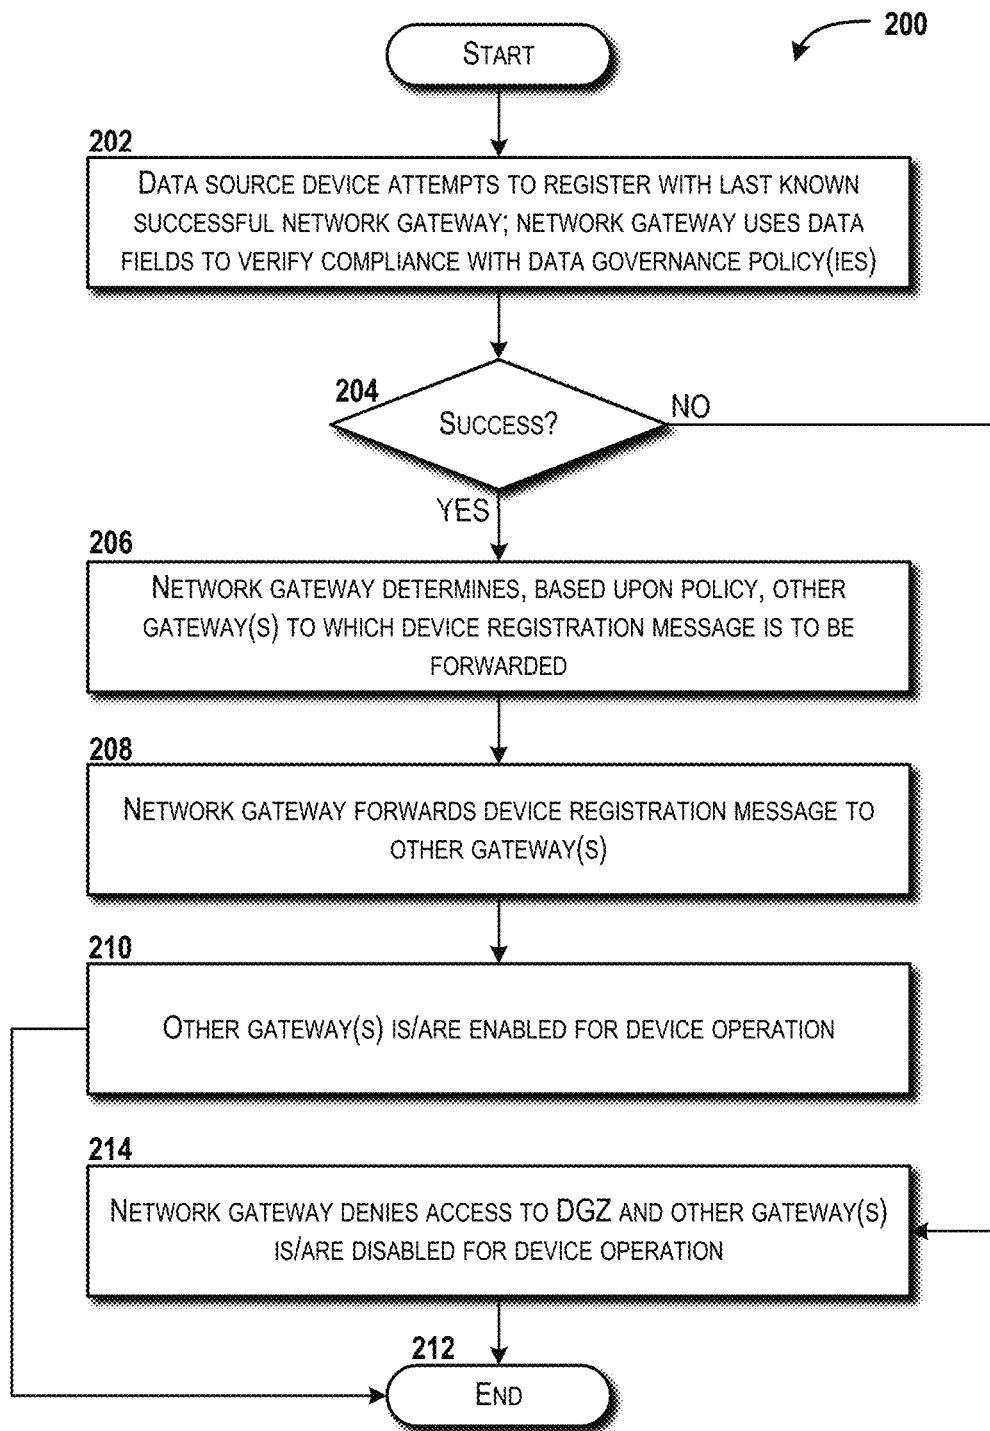 200
START
202
DATA SOURCE DEVICE ATTEMPTS TO REGISTER WITH LAST KNOWN
SUCCESSFUL NETWORK GATEWAY; NETWORK GATEWAY USES DATA
FIELDS TO VERIFY COMPLIANCE WITH DATA GOVERNANCE POLICY(IES)
204
SUCCESS?
NO
YES
206
NETWORK GATEWAY DETERMINES, BASED UPON POLICY, OTHER
GATEWAY(S) TO WHICH DEVICE REGISTRATION MESSAGE IS TO BE
FORWARDED
208
NETWORK GATEWAY FORWARDS DEVICE REGISTRATION MESSAGE TO
OTHER GATEWAY(S)
210
OTHER GATEWAY(S) IS/ARE ENABLED FOR DEVICE OPERATION
214
NETWORK GATEWAY DENIES ACCESS TO DGZ AND OTHER GATEWAY(S)
IS/ARE DISABLED FOR DEVICE OPERATION
212
END